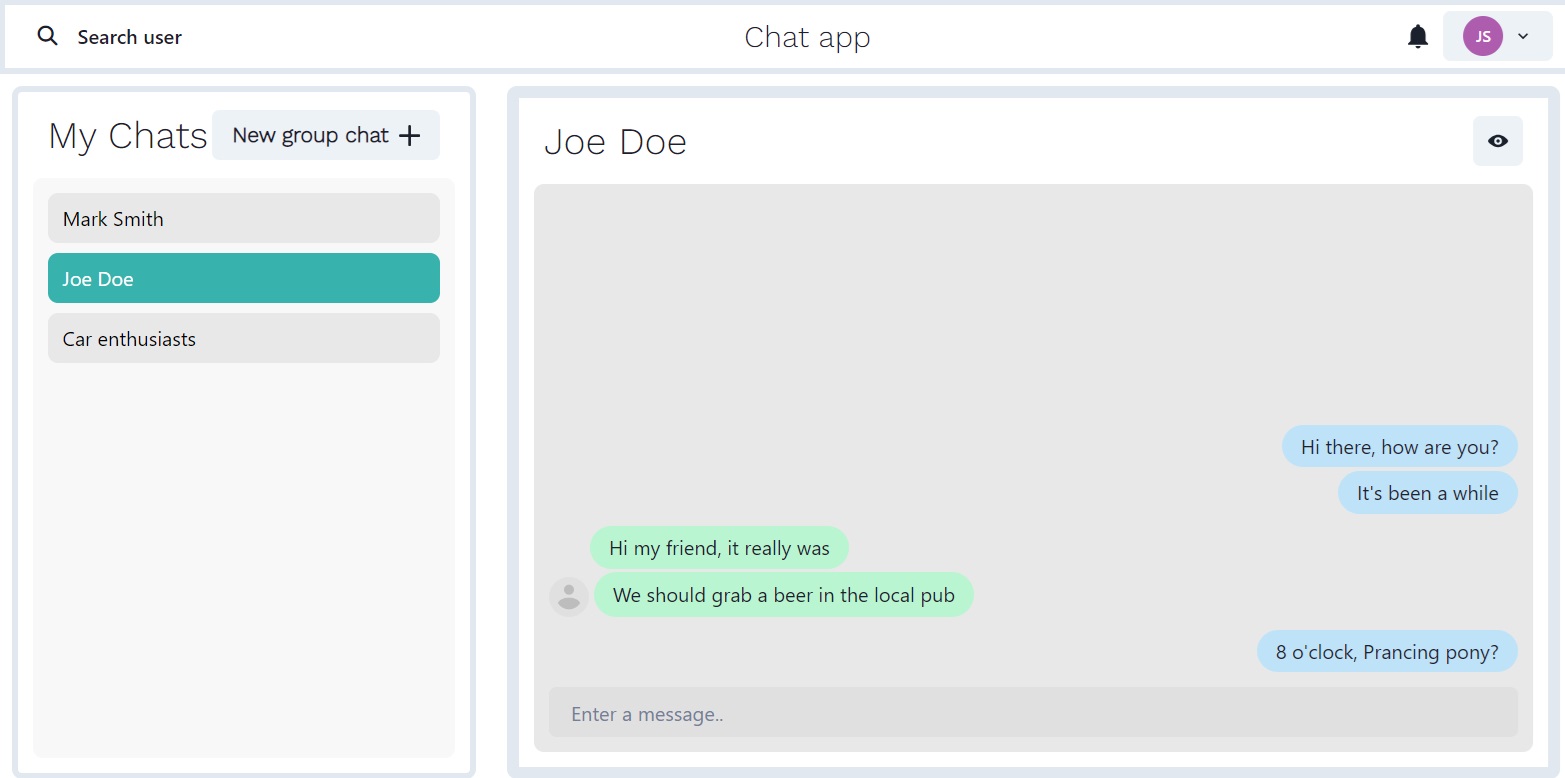 Search user
Chat app
JS
My Chats
New group chat
Mark Smith
Joe Doe
Car enthusiasts
Joe Doe
Hi there, how are you?
It's been a while
Hi my friend, it really was
We should grab a beer in the local pub
8 o'clock, Prancing pony?
Enter a message..